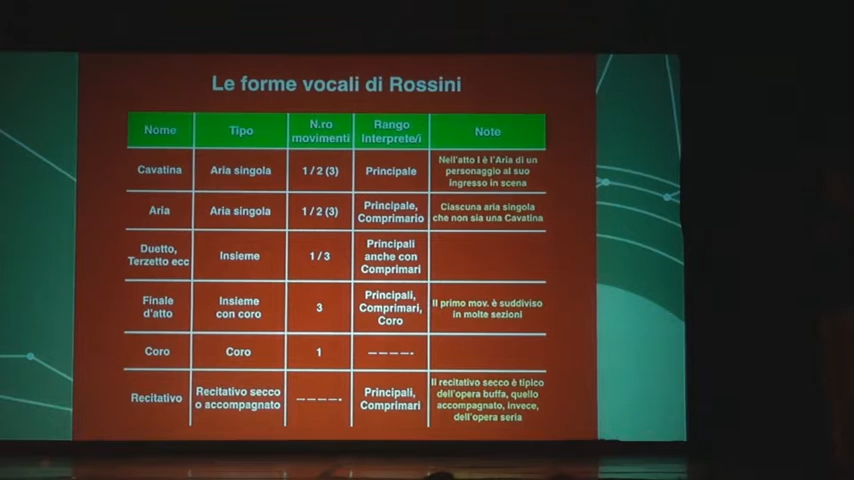 Le forme vocali di Rossini
Nome
Tipo
N.ro
movimenti
Rango
Interprete/i
Note
Cavatina
Aria singola
1 / 2 (3)
Principale
Nell'atto I è l'Aria di un
personaggio al suo
ingresso in scena
Aria
Aria singola
1 / 2 (3)
Principale,
Comprimario
Ciascuna aria singola
che non sia una Cavatina
Duetto,
Terzetto ecc
Insieme
1 / 3
Principali
anche con
Comprimari
Finale
d'atto
Insieme
con coro
3
Principali,
Comprimari,
Coro
Il primo mov. è suddiviso
in molte sezioni
Coro
Coro
1
————.
Recitativo
Recitativo secco
o accompagnato
————.
Principali,
Comprimari
Il recitativo secco è tipico
dell'opera buffa, quello
accompagnato, invece,
dell'opera seria